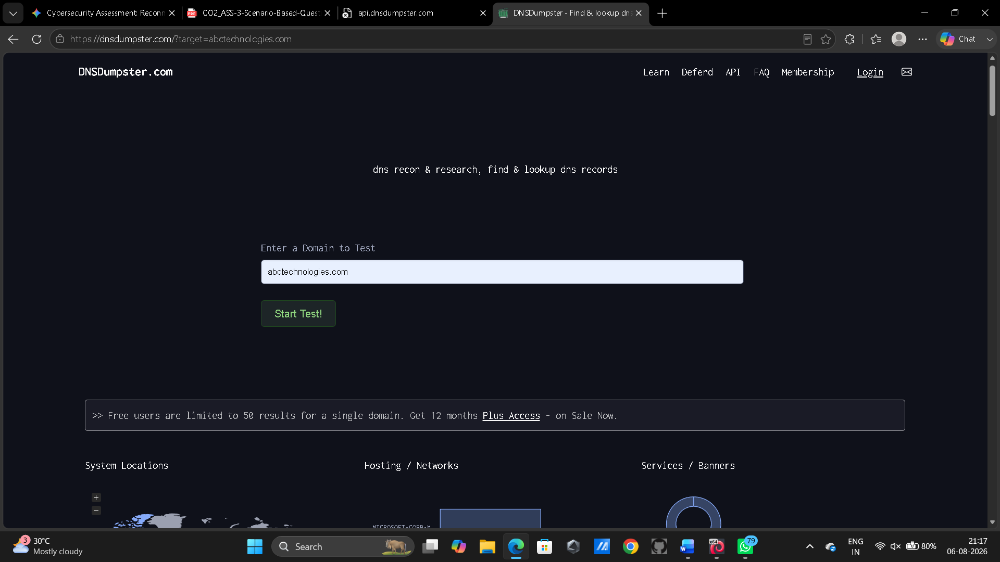 Cybersecurity Assessment: Reconn
CO2_ASS-3-Scenario-Based-Quest
api.dnsdumpster.com
DNSDumpster - Find & lookup dns
https://dnsdumpster.com/?target=abctechnologies.com
Chat
DNSDumpster.com
Learn Defend API FAQ Membership Login
dns recon & research, find & lookup dns records
Enter a Domain to Test
abctechnologies.com
Start Test!
>> Free users are limited to 50 results for a single domain. Get 12 months Plus Access - on Sale Now.
System Locations
Hosting / Networks
Services / Banners
+
−
MICROSOFT-CORP-M
3
30°C
Mostly cloudy
Search
79
ENG
IN
80%
21:17
06-08-2026